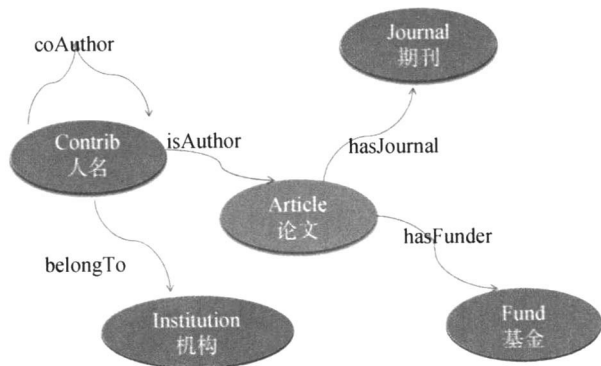 coAuthor
Journal
期刊
Contrib
人名
isAuthor
hasJournal
Article
论文
hasFunder
belongTo
Institution
机构
Fund
基金